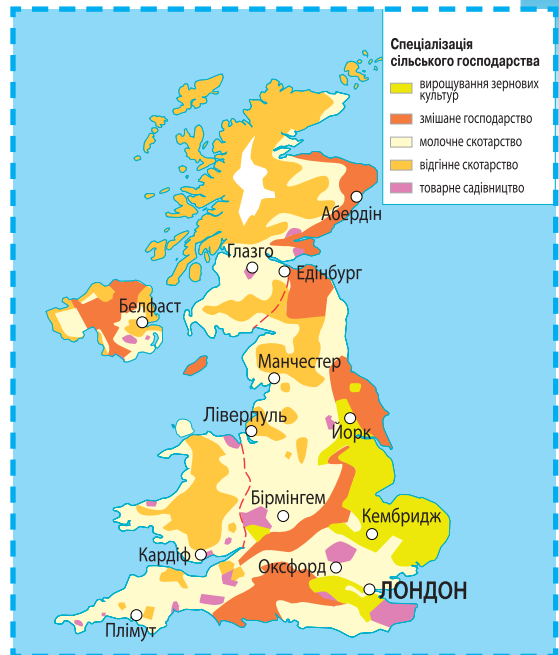 Спеціалізація
сільського господарства
вирощування зернових
культур
змішане господарство
молочне скотарство
відгінне скотарство
товарне садівництво
Абердін
Глазго
Едінбург
Белфаст
Манчестер
Ліверпуль
Йорк
Бірмінгем
Кембридж
Кардіф
Оксфорд
ЛОНДОН
Плімут